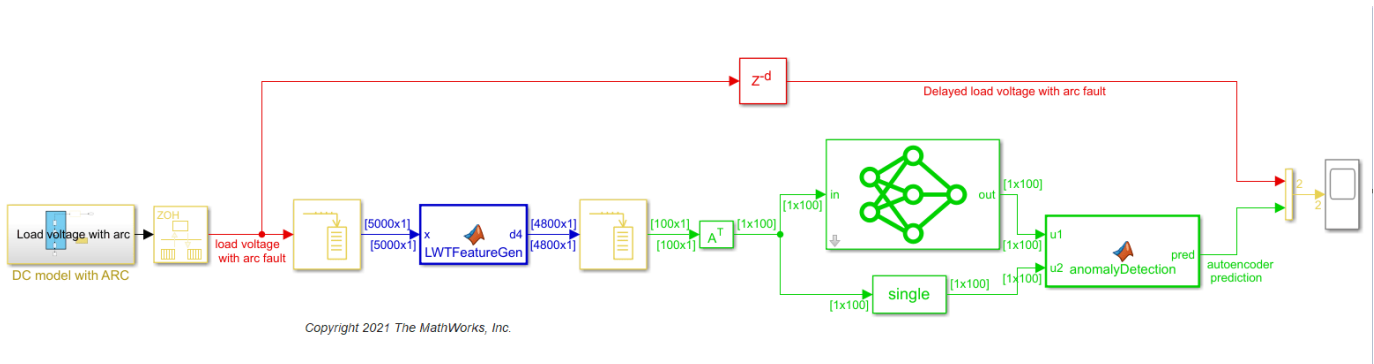 Z-d
Delayed load voltage with arc fault
in
out
[1x100]
[1x100]
2
2
Load voltage with arc
DC model with ARC
ZOH
load voltage
with arc fault
[5000x1]
[5000x1]
x
d4
LWTFeatureGen
[4800x1]
[4800x1]
[100x1]
[100x1]
AT
[1x100]
[1x100]
u1
u2
pred
anomalyDetection
autoencoder
prediction
[1x100]
single
[1x100]
[1x100]
Copyright 2021 The MathWorks, Inc.